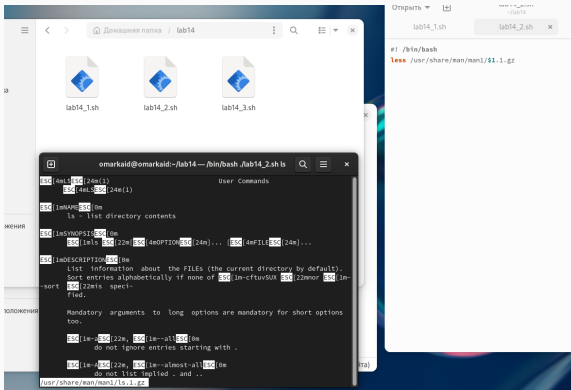 Домашняя папка / lab14
lab14_1.sh
lab14_2.sh
lab14_3.sh
Открыть
~/lab14
lab14_1.sh
lab14_2.sh
#! /bin/bash
less /usr/share/man/man1/$1.1.gz
omarkaid@omarkaid:~/lab14 — /bin/bash ./lab14_2.sh ls
ESC[4mLSESC[24m(1) User Commands
ESC[4mLSESC[24m(1)
ESC[1mNAMEESC[0m
ls - list directory contents
ESC[1mSYNOPSISESC[0m
ESC[1mls ESC[22m[ESC[4mOPTIONESC[24m]... [ESC[4mFILEESC[24m]...
ESC[1mDESCRIPTIONESC[0m
List information about the FILEs (the current directory by default).
Sort entries alphabetically if none of ESC[1m-cftuvSUX ESC[22mnor ESC[1m-
-sort ESC[22mis speci-
fied.
Mandatory arguments to long options are mandatory for short options
too.
ESC[1m-aESC[22m, ESC[1m--allESC[0m
do not ignore entries starting with .
ESC[1m-AESC[22m, ESC[1m--almost-allESC[0m
do not list implied . and ..
/usr/share/man/man1/ls.1.gz